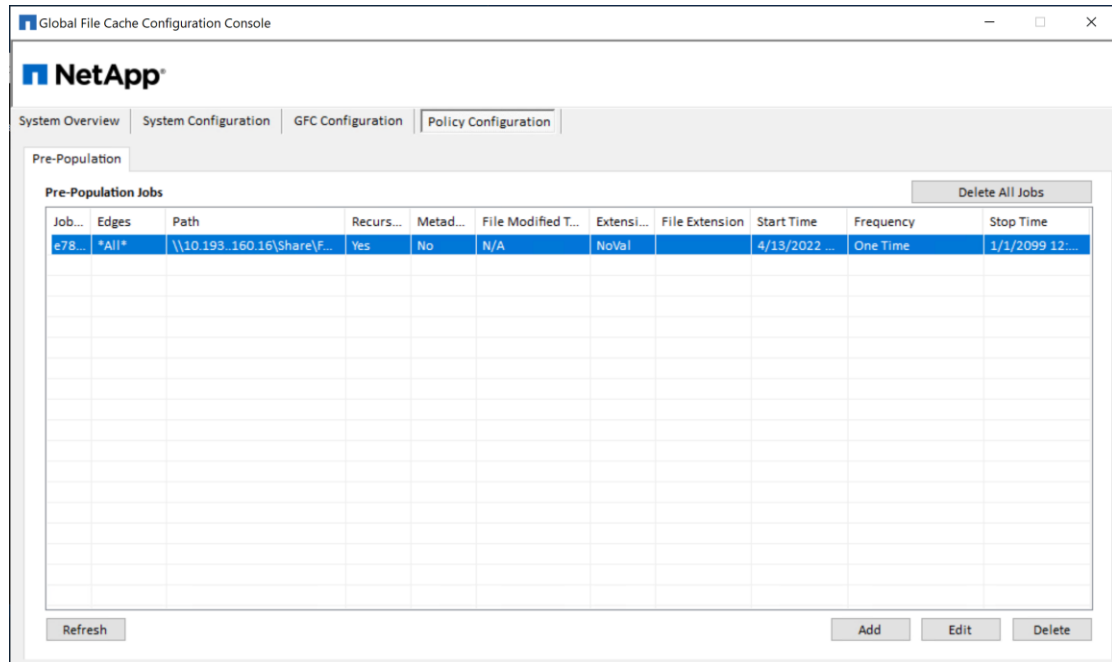 Global File Cache Configuration Console
NetApp®
System Overview System Configuration GFC Configuration Policy Configuration
Pre-Population
Pre-Population Jobs Delete All Jobs
Job... Edges Path Recurs... Metad... File Modified T... Extensi... File Extension Start Time Frequency Stop Time
e78... *All* \\10.193..160.16\Share\F... Yes No N/A NoVal 4/13/2022 ... One Time 1/1/2099 12:...
Refresh Add Edit Delete